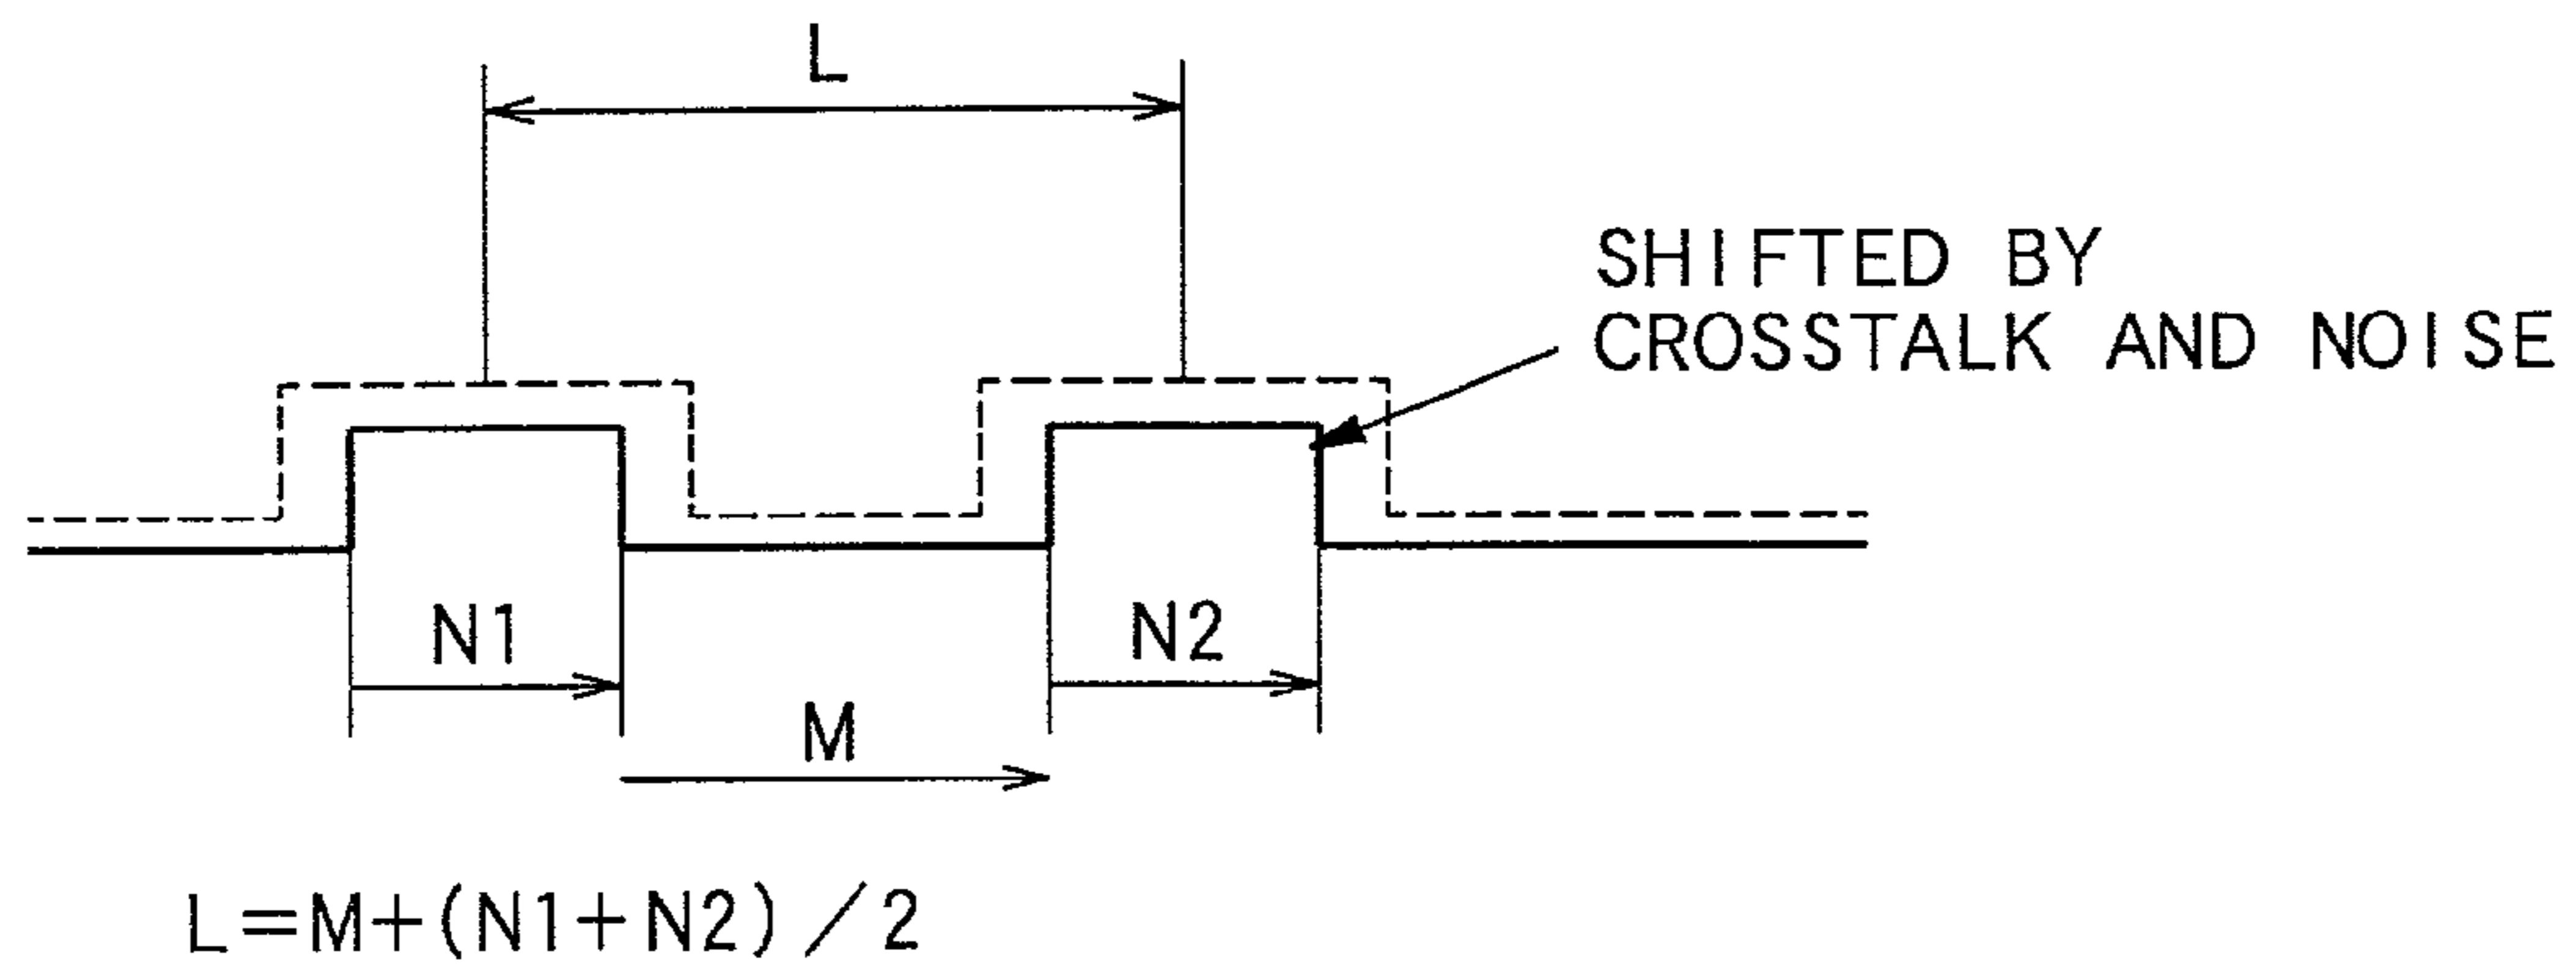 L
SHIFTED BY
CROSSTALK AND NOISE
N1
N2
M
L=M+(N1+N2)/2